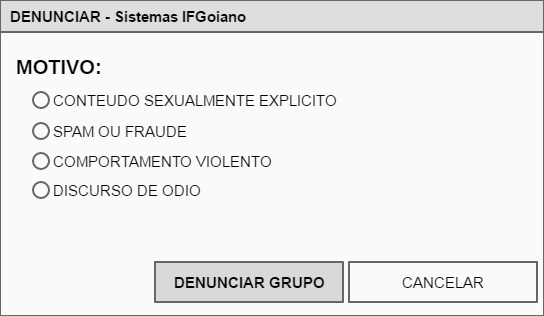 DENUNCIAR - Sistemas IFGoiano
MOTIVO:
CONTEUDO SEXUALMENTE EXPLICITO
SPAM OU FRAUDE
COMPORTAMENTO VIOLENTO
DISCURSO DE ODIO
DENUNCIAR GRUPO
CANCELAR